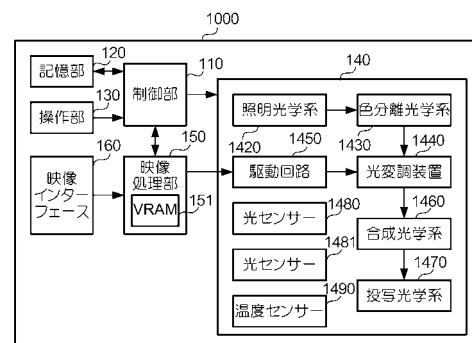 1000
120
記憶部
110
制御部
130
操作部
160
映像
インター
フェース
150
映像
処理部
VRAM
151
140
照明光学系
1420
色分離光学系
1430
1450
駆動回路
1440
光変調装置
1480
光センサー
1460
合成光学系
1481
光センサー
1470
投写光学系
1490
温度センサー